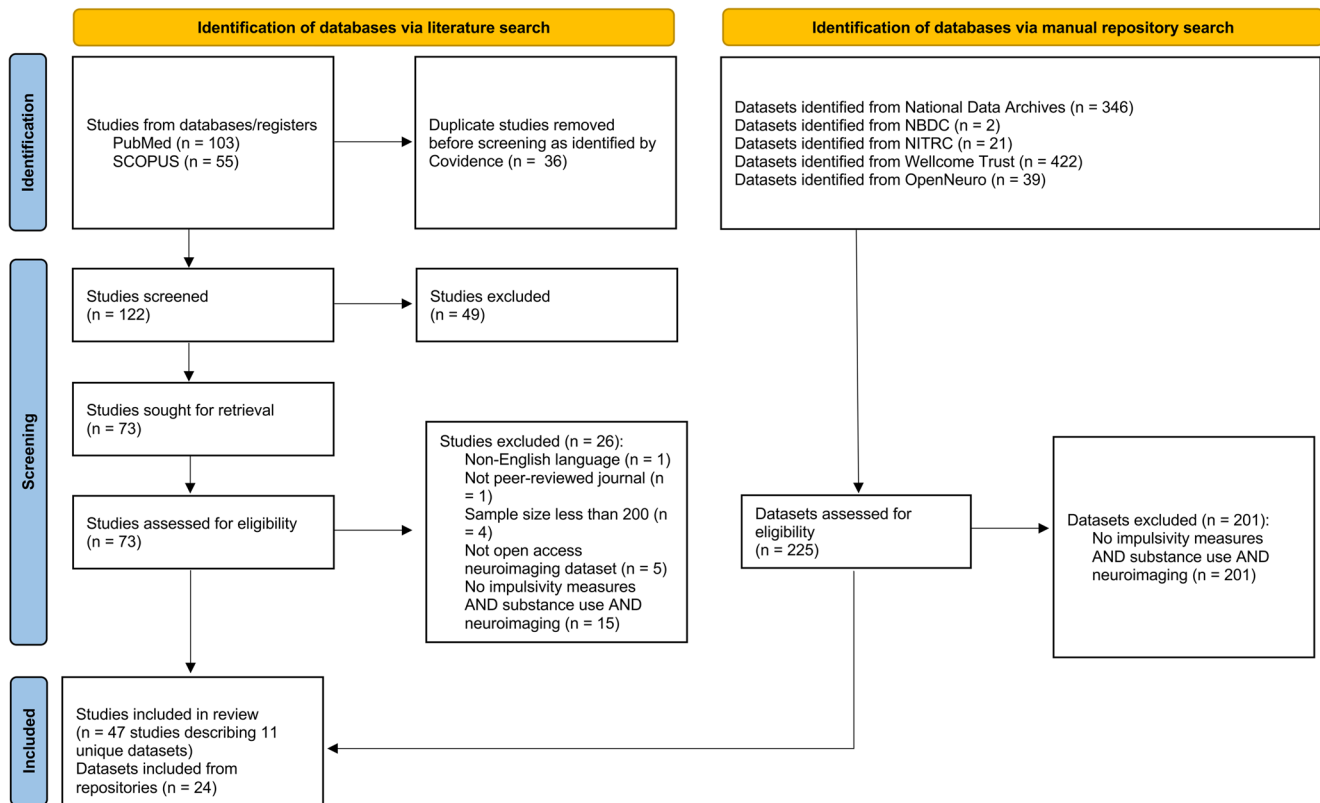 Identification of databases via literature search
Identification of databases via manual repository search
Identification
Studies from databases/registers
PubMed (n = 103)
SCOPUS (n = 55)
Duplicate studies removed
before screening as identified by
Covidence (n =  36)
Datasets identified from National Data Archives (n = 346)
Datasets identified from NBDC (n = 2)
Datasets identified from NITRC (n = 21)
Datasets identified from Wellcome Trust (n = 422)
Datasets identified from OpenNeuro (n = 39)
Screening
Studies screened
(n = 122)
Studies excluded
(n = 49)
Studies sought for retrieval
(n = 73)
Studies assessed for eligibility
(n = 73)
Studies excluded (n = 26):
Non-English language (n = 1)
Not peer-reviewed journal (n
= 1)
Sample size less than 200 (n
= 4)
Not open access
neuroimaging dataset (n = 5)
No impulsivity measures
AND substance use AND
neuroimaging (n = 15)
Datasets assessed for
eligibility
(n = 225)
Datasets excluded (n = 201):
No impulsivity measures
AND substance use AND
neuroimaging (n = 201)
Included
Studies included in review
(n = 47 studies describing 11
unique datasets)
Datasets included from
repositories (n = 24)